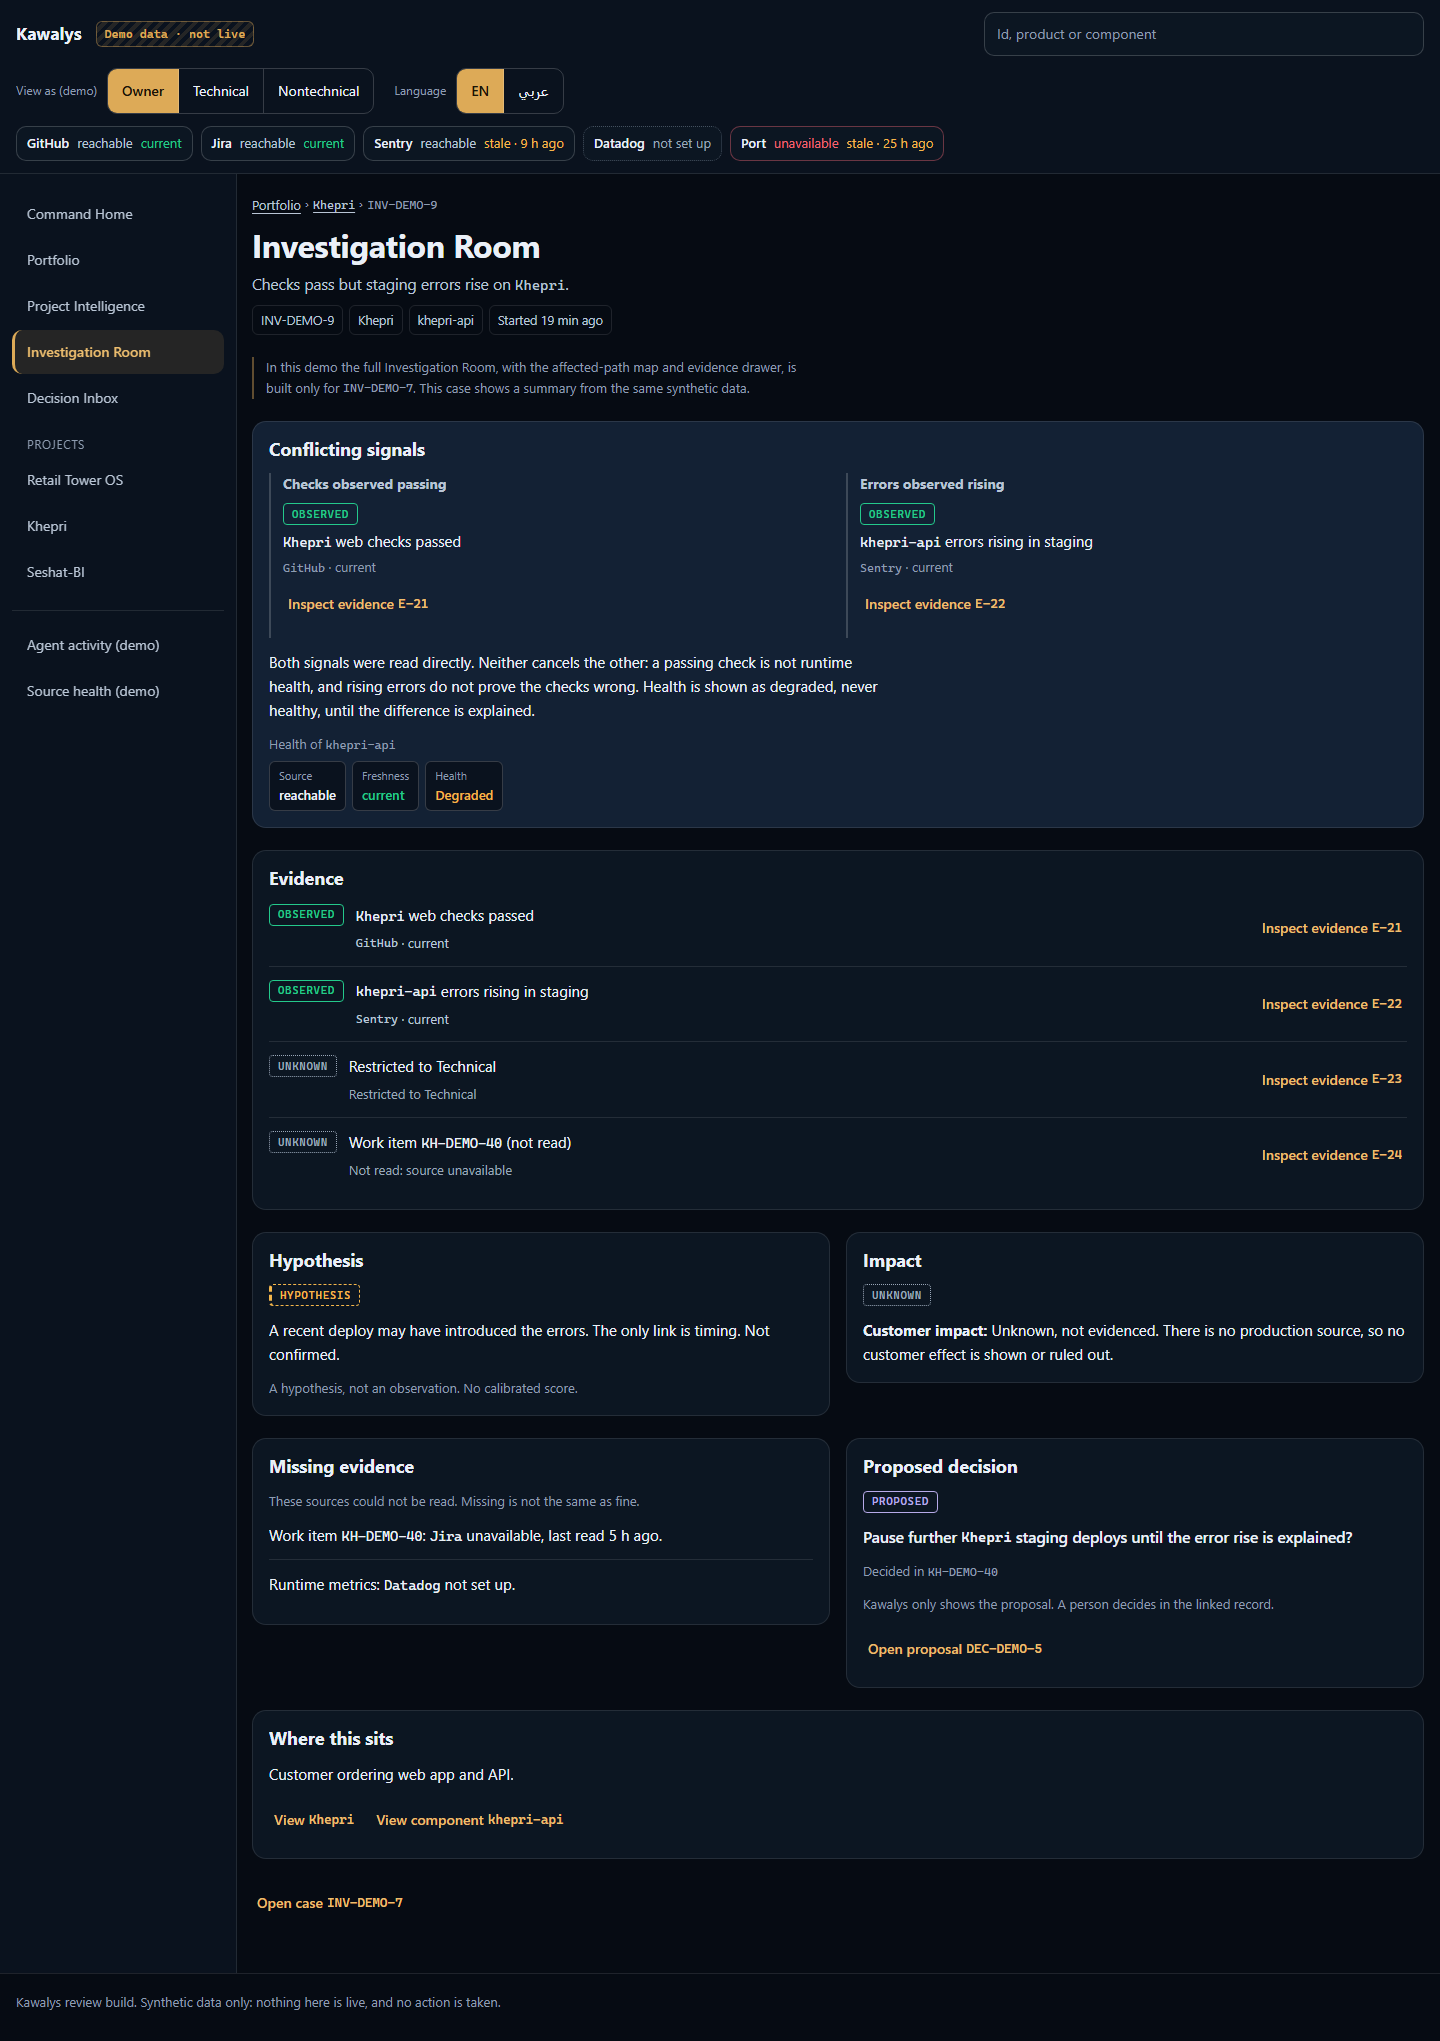 Kawalys
Demo data · not live
Id, product or component
View as (demo)
Owner
Technical
Nontechnical
Language
EN
عربي
GitHub reachable current
Jira reachable current
Sentry reachable stale · 9 h ago
Datadog not set up
Port unavailable stale · 25 h ago
Command Home
Portfolio
Project Intelligence
Investigation Room
Decision Inbox
PROJECTS
Retail Tower OS
Khepri
Seshat-BI
Agent activity (demo)
Source health (demo)
Portfolio › Khepri › INV-DEMO-9
Investigation Room
Checks pass but staging errors rise on Khepri.
INV-DEMO-9
Khepri
khepri-api
Started 19 min ago
In this demo the full Investigation Room, with the affected-path map and evidence drawer, is
built only for INV-DEMO-7. This case shows a summary from the same synthetic data.
Conflicting signals
Checks observed passing
OBSERVED
Khepri web checks passed
GitHub · current
Inspect evidence E-21
Errors observed rising
OBSERVED
khepri-api errors rising in staging
Sentry · current
Inspect evidence E-22
Both signals were read directly. Neither cancels the other: a passing check is not runtime
health, and rising errors do not prove the checks wrong. Health is shown as degraded, never
healthy, until the difference is explained.
Health of khepri-api
Source
reachable
Freshness
current
Health
Degraded
Evidence
OBSERVED
Khepri web checks passed
GitHub · current
Inspect evidence E-21
OBSERVED
khepri-api errors rising in staging
Sentry · current
Inspect evidence E-22
UNKNOWN
Restricted to Technical
Restricted to Technical
Inspect evidence E-23
UNKNOWN
Work item KH-DEMO-40 (not read)
Not read: source unavailable
Inspect evidence E-24
Hypothesis
HYPOTHESIS
A recent deploy may have introduced the errors. The only link is timing. Not
confirmed.
A hypothesis, not an observation. No calibrated score.
Impact
UNKNOWN
Customer impact: Unknown, not evidenced. There is no production source, so no
customer effect is shown or ruled out.
Missing evidence
These sources could not be read. Missing is not the same as fine.
Work item KH-DEMO-40: Jira unavailable, last read 5 h ago.
Runtime metrics: Datadog not set up.
Proposed decision
PROPOSED
Pause further Khepri staging deploys until the error rise is explained?
Decided in KH-DEMO-40
Kawalys only shows the proposal. A person decides in the linked record.
Open proposal DEC-DEMO-5
Where this sits
Customer ordering web app and API.
View Khepri
View component khepri-api
Open case INV-DEMO-7
Kawalys review build. Synthetic data only: nothing here is live, and no action is taken.